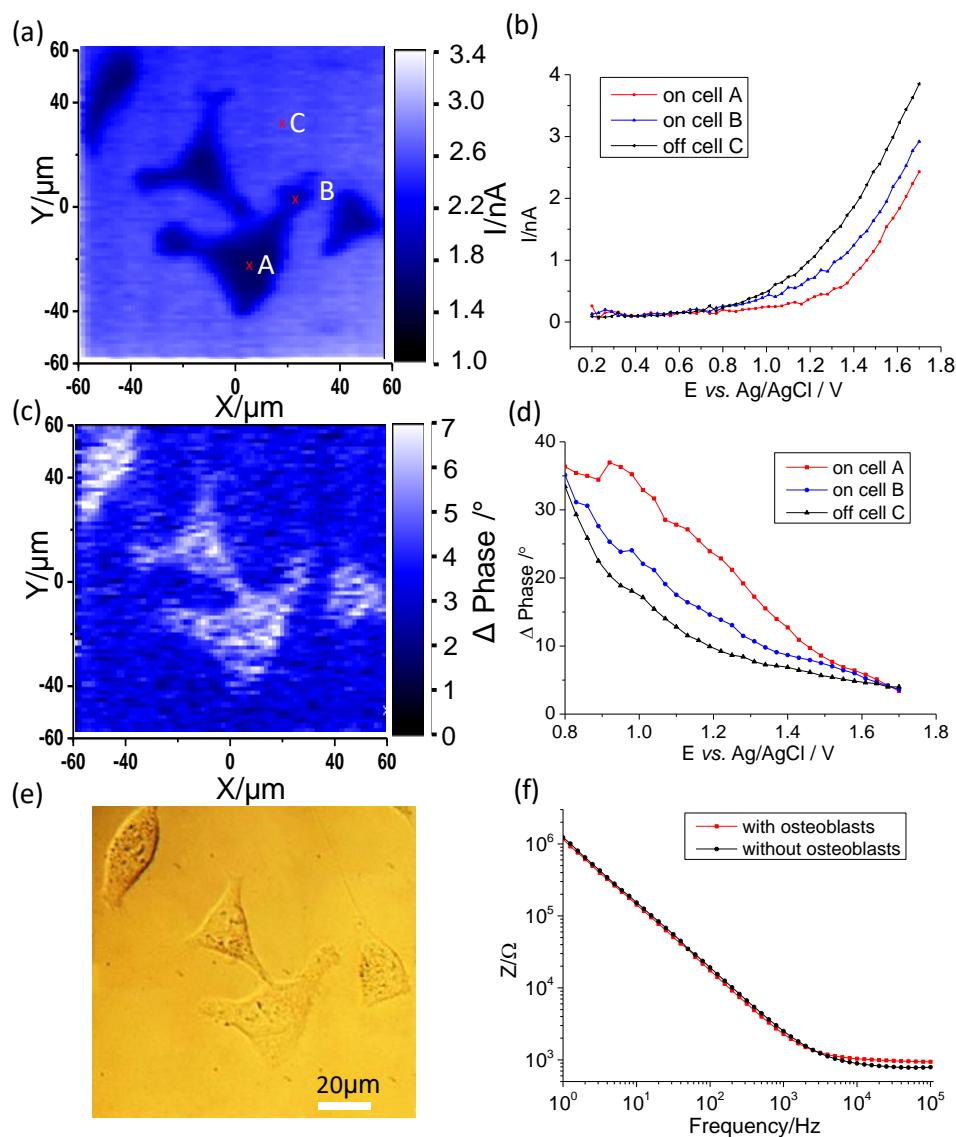 (a)
60
40
20
0
-20
-40
-60
-60 -40 0 40 60
Y/µm
X/µm
A
B
C
3.4
3.0
2.6
2.2
1.8
1.4
1.0
I/nA
(b)
on cell A
on cell B
off cell C
4
3
2
1
0
I/nA
0.2 0.4 0.6 0.8 1.0 1.2 1.4 1.6 1.8
E vs. Ag/AgCl / V
(c)
60
40
0
-40
-60
-60 -40 0 40 60
Y/µm
X/µm
7
6
5
4
3
2
1
0
Δ Phase /°
(d)
on cell A
on cell B
off cell C
40
30
20
10
0
Δ Phase /°
0.8 1.0 1.2 1.4 1.6 1.8
E vs. Ag/AgCl / V
(e)
20µm
(f)
with osteoblasts
without osteoblasts
10⁶
10⁵
10⁴
10³
Z/Ω
10⁰ 10¹ 10² 10³ 10⁴ 10⁵
Frequency/Hz